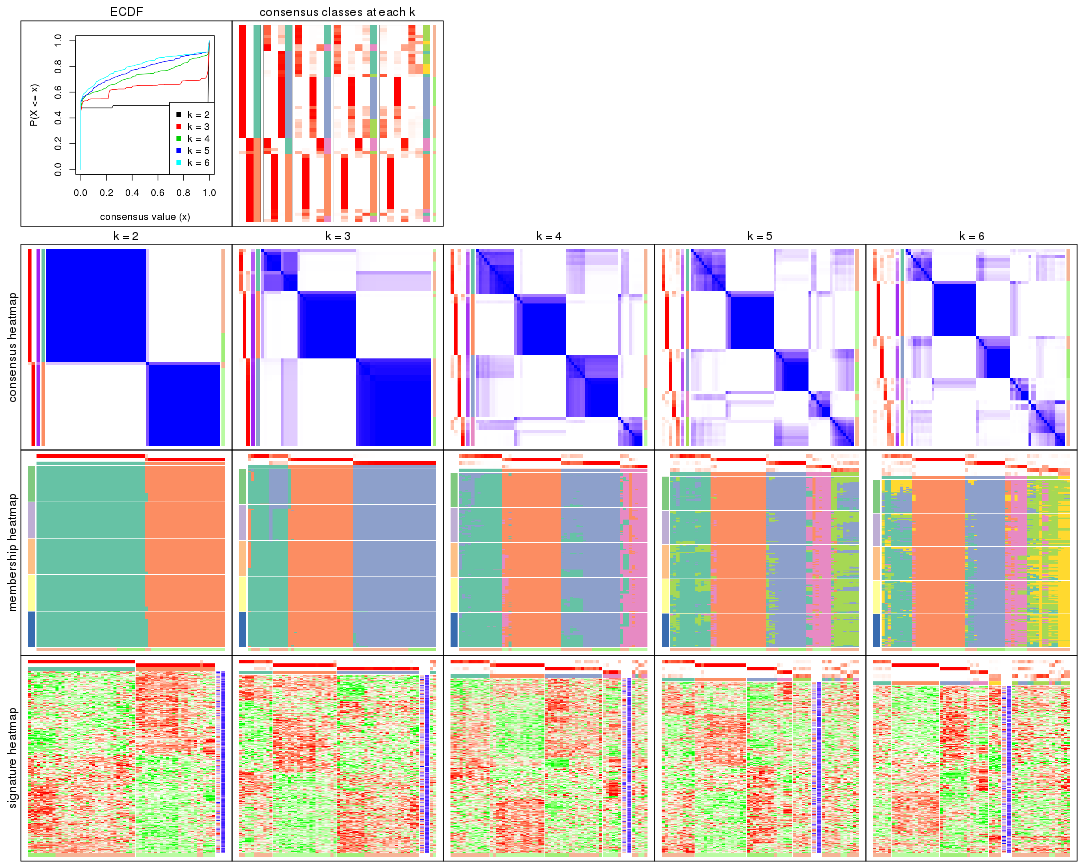 ECDF
consensus classes at each k
P(X <= x)
0.0 0.2 0.4 0.6 0.8 1.0
k = 2
k = 3
k = 4
k = 5
k = 6
0.0 0.2 0.4 0.6 0.8 1.0
consensus value (x)
k = 2
k = 3
k = 4
k = 5
k = 6
consensus heatmap
membership heatmap
signature heatmap